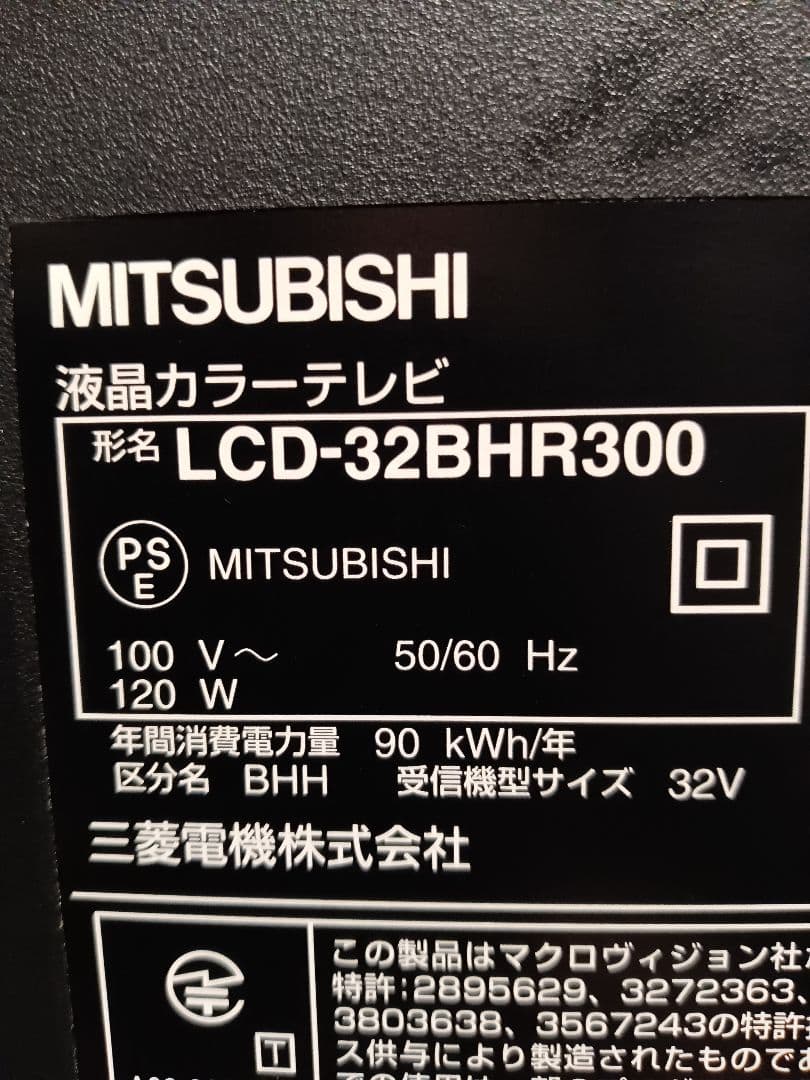 MITSUBISHI
液晶カラーテレビ
形名 LCD-32BHR300
PS
E
MITSUBISHI
100 V～ 50/60 Hz
120 W
年間消費電力量 90 kWh/年
区分名 BHH 受信機型サイズ 32V
三菱電機株式会社
この製品はマクロヴィジョン社
特許:2895629、3272363、
3803638、3567243の特許
ス供与により製造されたもので
T